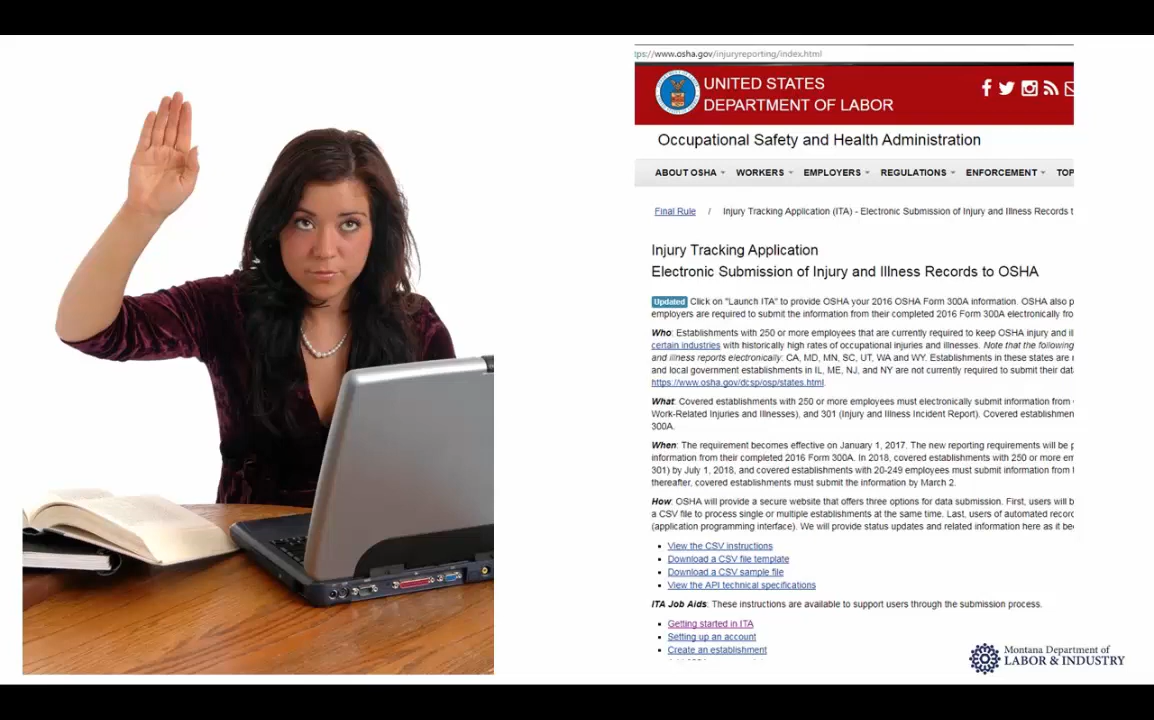 tps://www.osha.gov/injuryreporting/index.html
UNITED STATES
DEPARTMENT OF LABOR
Occupational Safety and Health Administration
ABOUT OSHA WORKERS EMPLOYERS REGULATIONS ENFORCEMENT TOP
Final Rule / Injury Tracking Application (ITA) - Electronic Submission of Injury and Illness Records t
Injury Tracking Application
Electronic Submission of Injury and Illness Records to OSHA
Updated Click on "Launch ITA" to provide OSHA your 2016 OSHA Form 300A information. OSHA also p
employers are required to submit the information from their completed 2016 Form 300A electronically fro
Who: Establishments with 250 or more employees that are currently required to keep OSHA injury and il
certain industries with historically high rates of occupational injuries and illnesses. Note that the following
and illness reports electronically: CA, MD, MN, SC, UT, WA and WY. Establishments in these states are
and local government establishments in IL, ME, NJ, and NY are not currently required to submit their dat
https://www.osha.gov/dcsp/osp/states.html.
What: Covered establishments with 250 or more employees must electronically submit information from
Work-Related Injuries and Illnesses), and 301 (Injury and Illness Incident Report). Covered establishmen
300A.
When: The requirement becomes effective on January 1, 2017. The new reporting requirements will be p
information from their completed 2016 Form 300A. In 2018, covered establishments with 250 or more em
301) by July 1, 2018, and covered establishments with 20-249 employees must submit information from
thereafter, covered establishments must submit the information by March 2.
How: OSHA will provide a secure website that offers three options for data submission. First, users will b
a CSV file to process single or multiple establishments at the same time. Last, users of automated record
(application programming interface). We will provide status updates and related information here as it be
View the CSV instructions
Download a CSV file template
Download a CSV sample file
View the API technical specifications
ITA Job Aids: These instructions are available to support users through the submission process.
Getting started in ITA
Setting up an account
Create an establishment
Montana Department of
LABOR & INDUSTRY